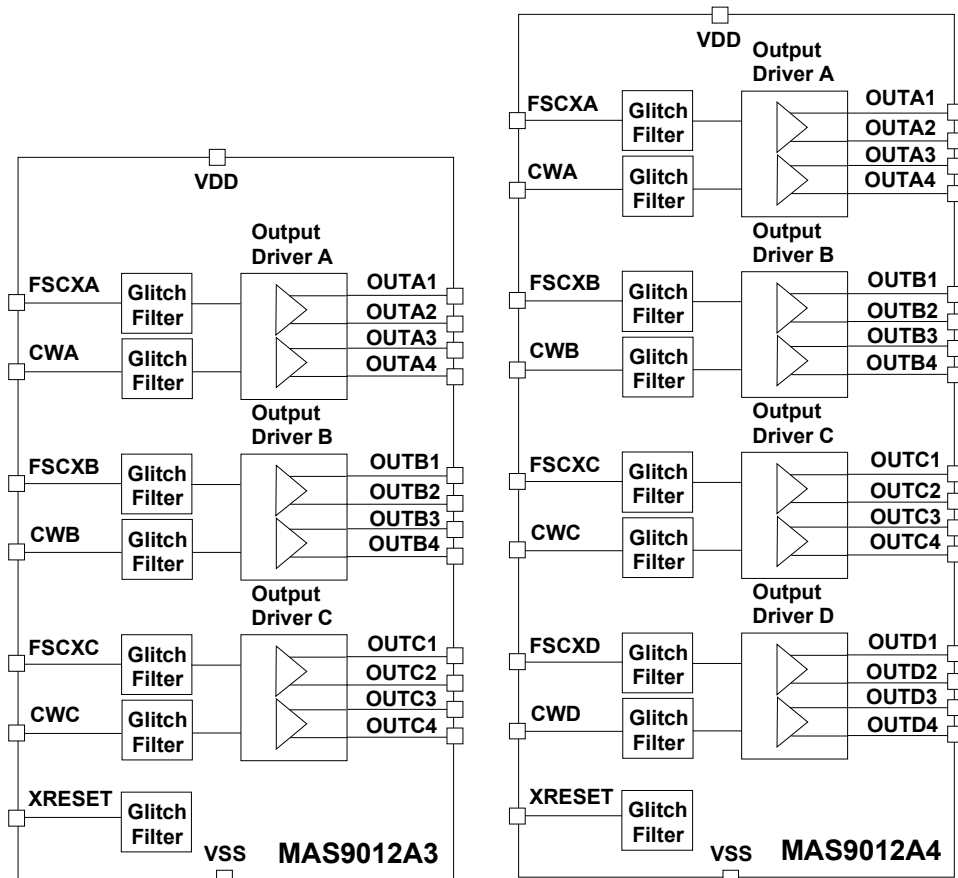 VDD
Output
Driver A
FSCXA
Glitch
Filter
OUTA1
OUTA2
CWA
Glitch
Filter
OUTA3
OUTA4
Output
Driver B
FSCXB
Glitch
Filter
OUTB1
OUTB2
CWB
Glitch
Filter
OUTB3
OUTB4
Output
Driver C
FSCXC
Glitch
Filter
OUTC1
OUTC2
CWC
Glitch
Filter
OUTC3
OUTC4
XRESET
Glitch
Filter
VSS
MAS9012A3
VDD
Output
Driver A
FSCXA
Glitch
Filter
OUTA1
OUTA2
CWA
Glitch
Filter
OUTA3
OUTA4
Output
Driver B
FSCXB
Glitch
Filter
OUTB1
OUTB2
CWB
Glitch
Filter
OUTB3
OUTB4
Output
Driver C
FSCXC
Glitch
Filter
OUTC1
OUTC2
CWC
Glitch
Filter
OUTC3
OUTC4
Output
Driver D
FSCXD
Glitch
Filter
OUTD1
OUTD2
CWD
Glitch
Filter
OUTD3
OUTD4
XRESET
Glitch
Filter
VSS
MAS9012A4